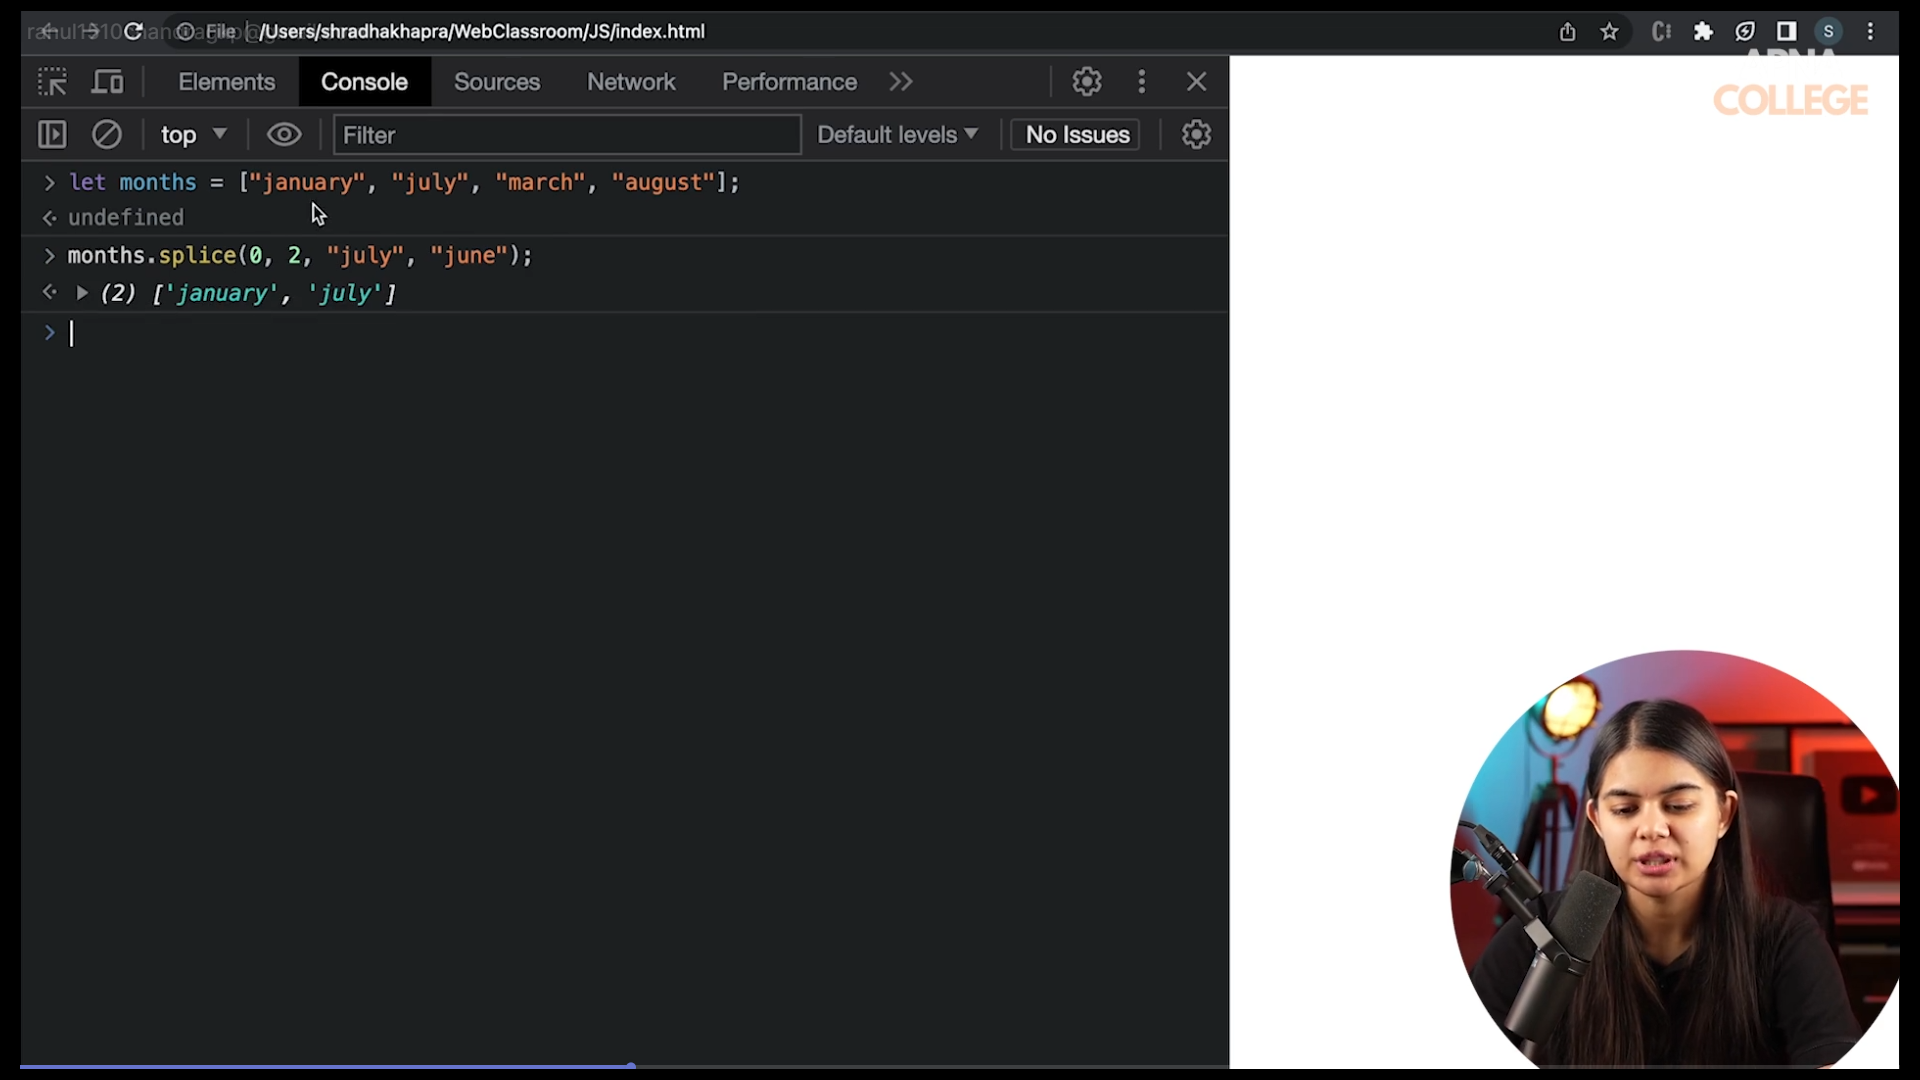 File /Users/shradhakhapra/WebClassroom/JS/index.html
S
APNA
COLLEGE
Elements Console Sources Network Performance
top Filter Default levels No Issues
let months = ["january", "july", "march", "august"];
undefined
months.splice(0, 2, "july", "june");
(2) ['january', 'july']